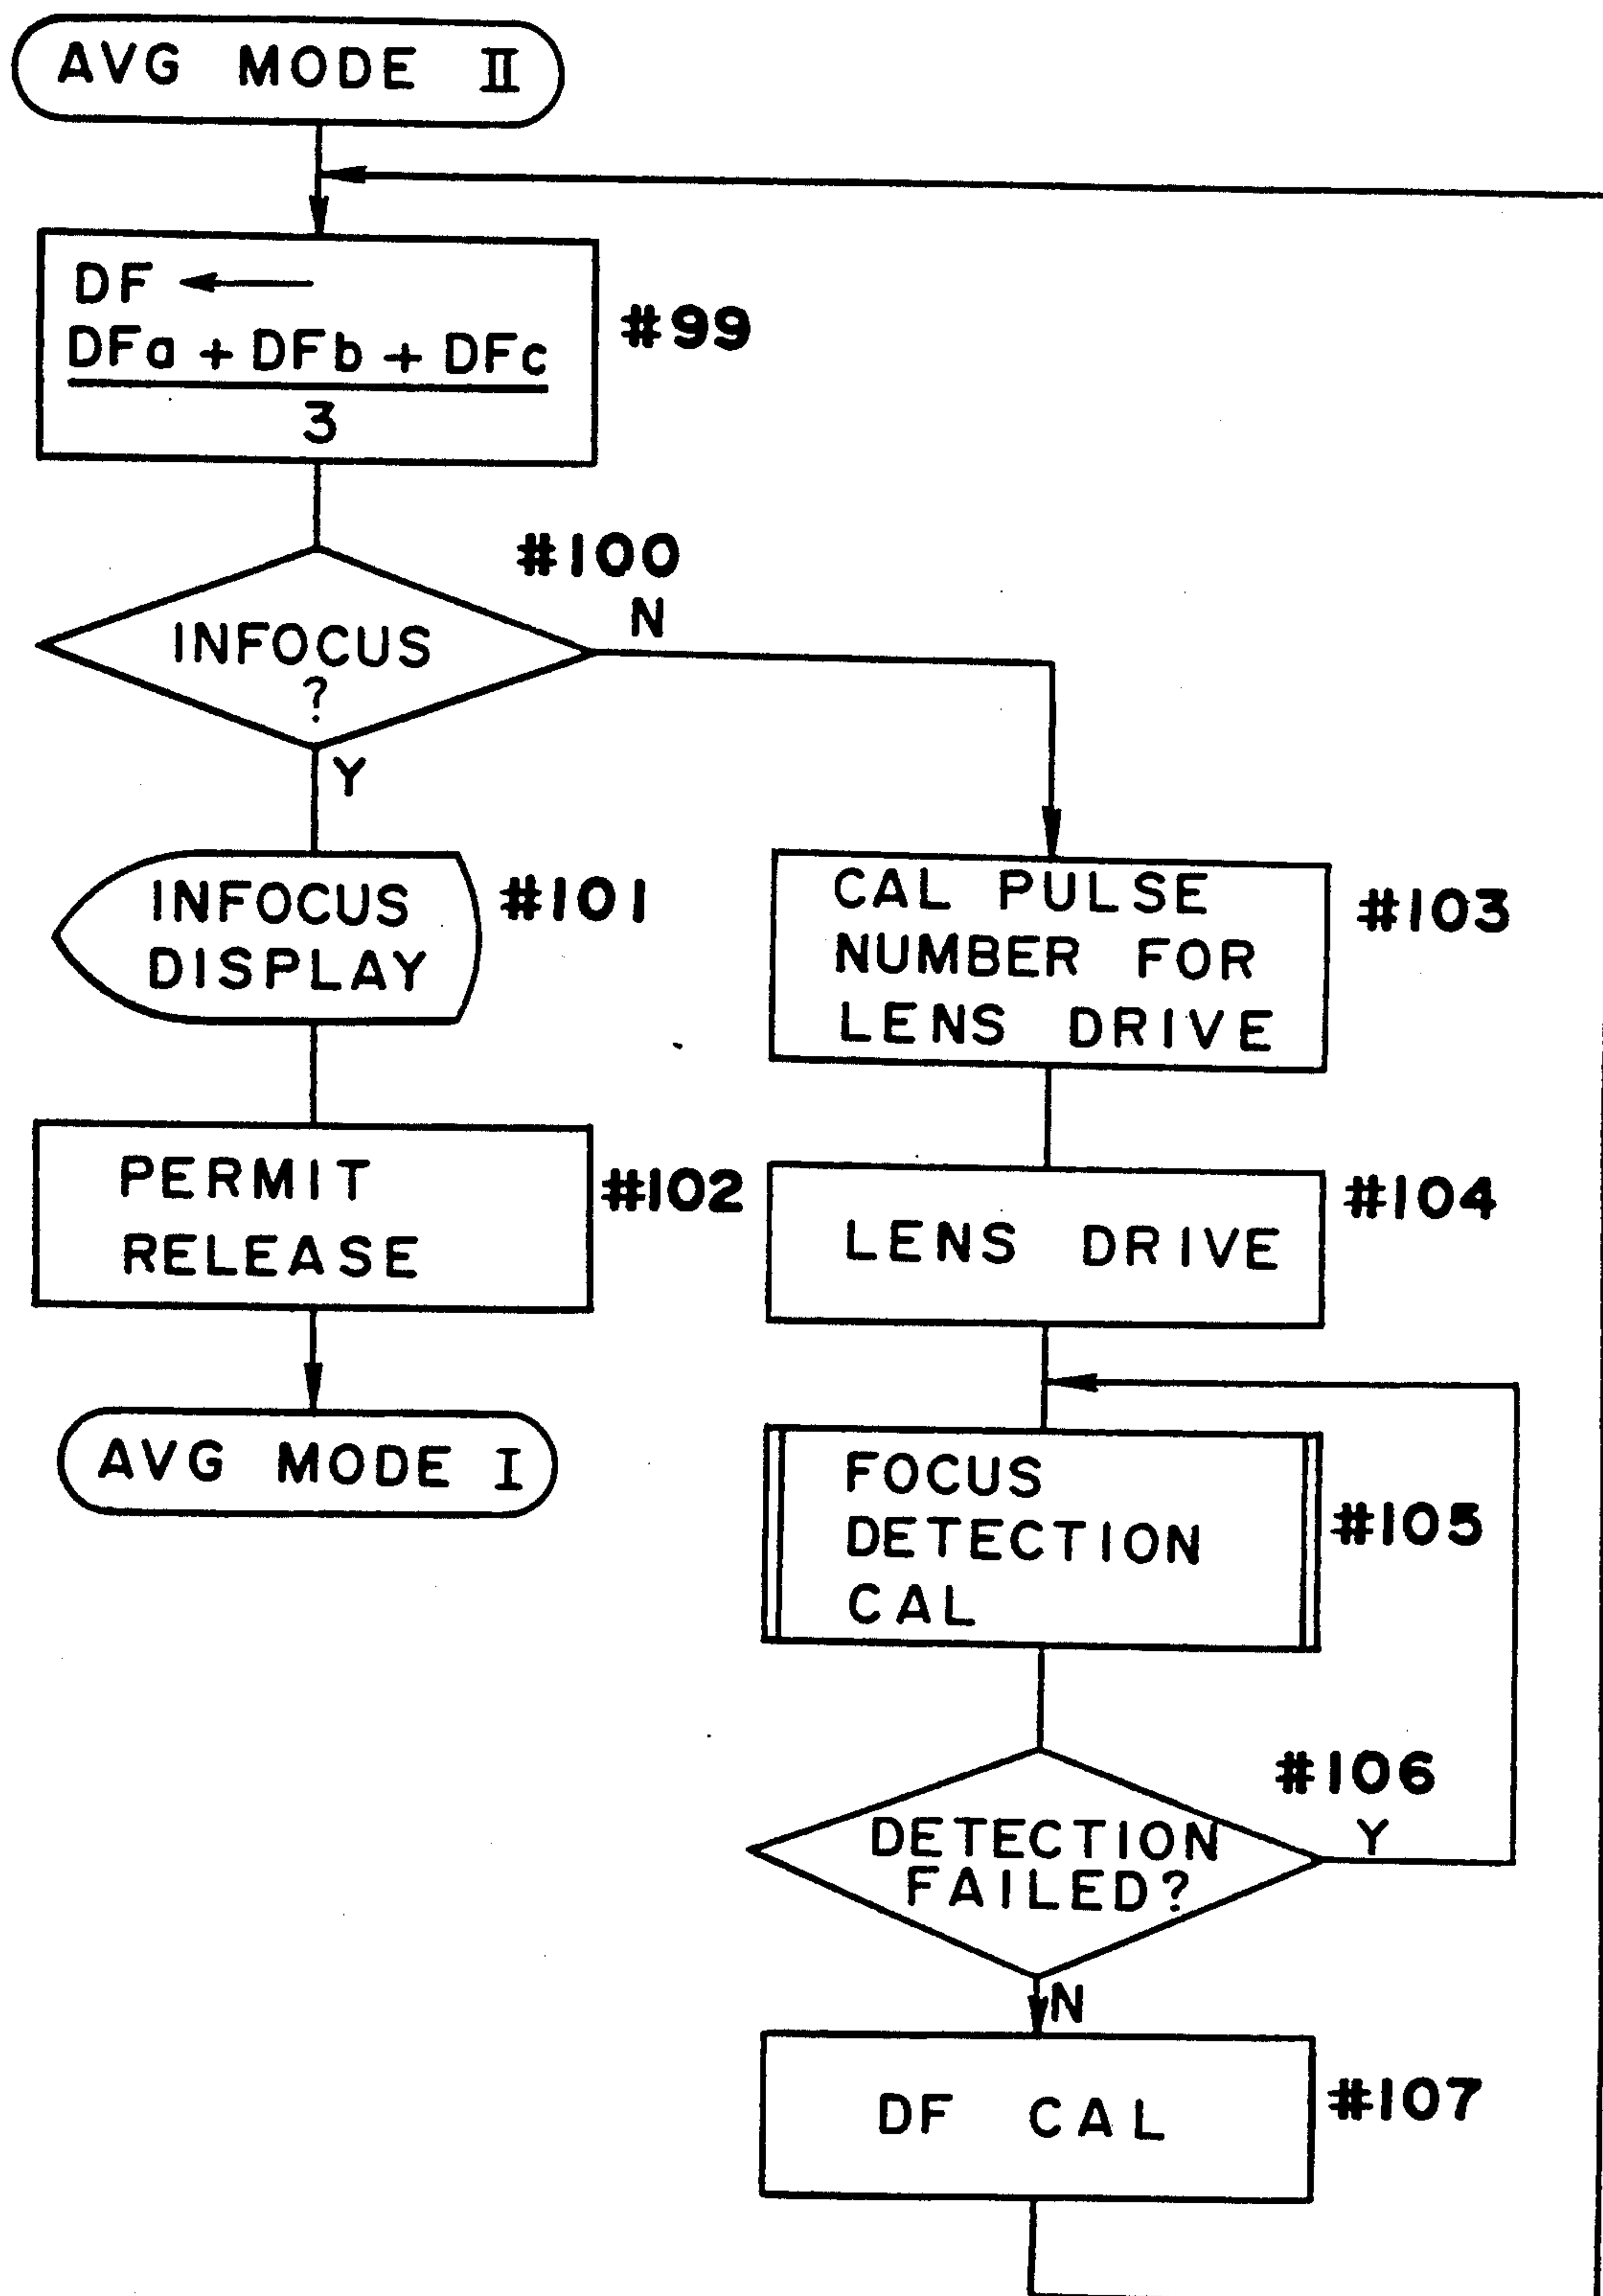 AVG MODE II
DF ←
DFa + DFb + DFc
3
#99
#100
INFOCUS
?
N
Y
INFOCUS
DISPLAY
#101
PERMIT
RELEASE
#102
AVG MODE I
CAL PULSE
NUMBER FOR
LENS DRIVE
#103
LENS DRIVE
#104
FOCUS
DETECTION
CAL
#105
#106
DETECTION
FAILED?
Y
N
DF CAL
#107